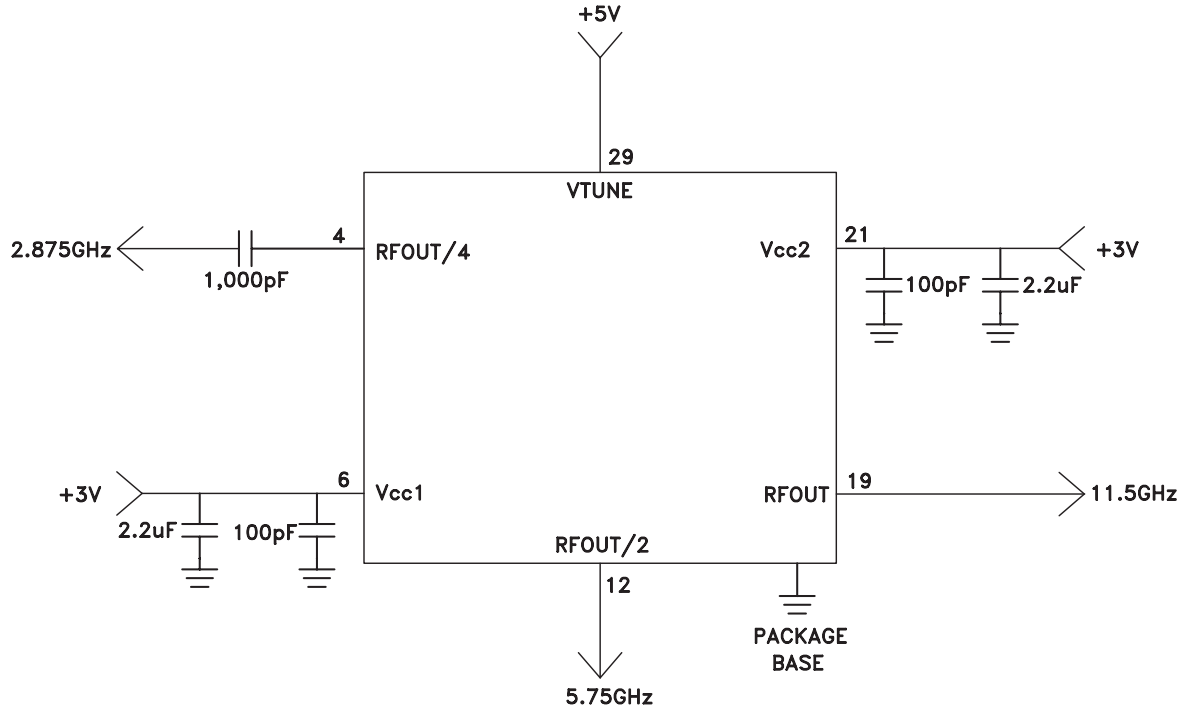 +5V
29
VTUNE
2.875GHz
4
RFOUT/4
1,000pF
Vcc2
21
+3V
100pF
2.2uF
+3V
6
Vcc1
2.2uF
100pF
RFOUT
19
11.5GHz
RFOUT/2
12
PACKAGE
BASE
5.75GHz